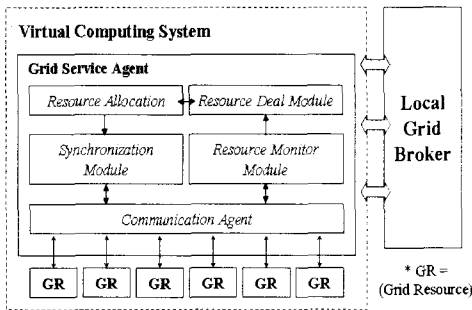 Virtual Computing System
Grid Service Agent
Resource Allocation
Resource Deal Module
Synchronization
Module
Resource Monitor
Module
Communication Agent
GR
GR
GR
GR
GR
GR
Local
Grid
Broker
* GR =
(Grid Resource)